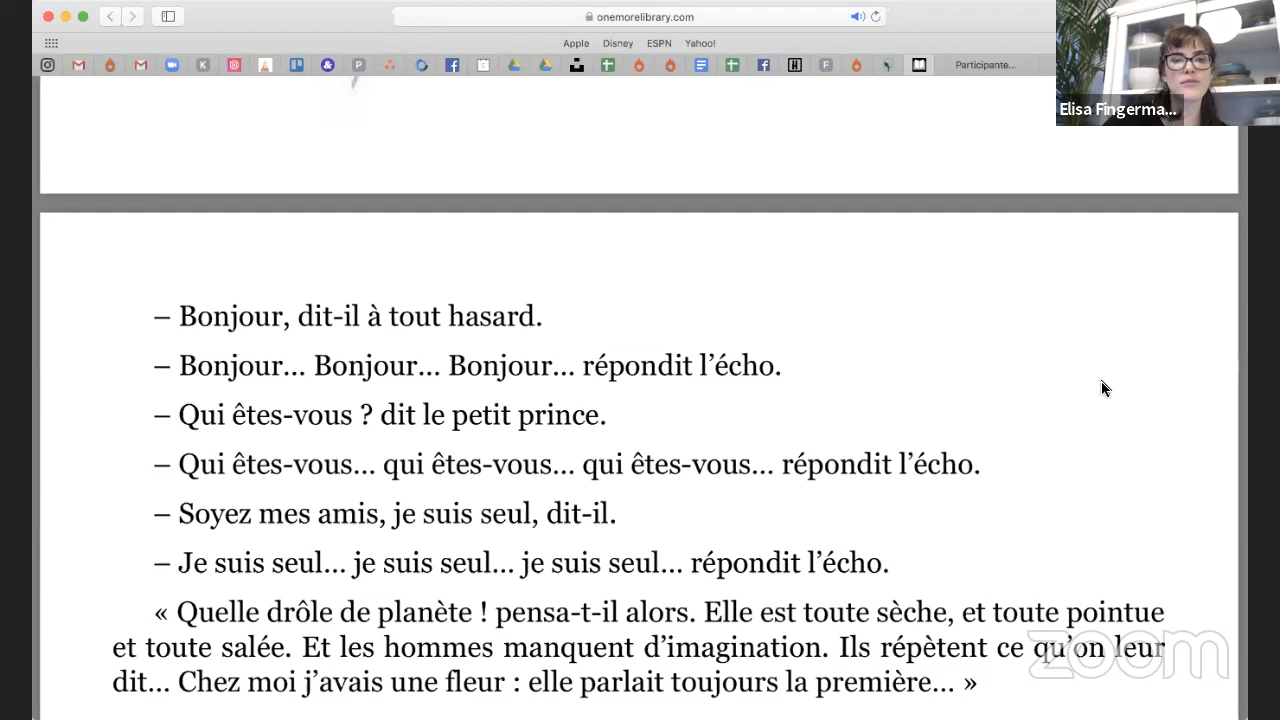 onemorelibrary.com
Apple Disney ESPN Yahoo!
Participante...
Elisa Fingerma...
– Bonjour, dit-il à tout hasard.
– Bonjour... Bonjour... Bonjour... répondit l’écho.
– Qui êtes-vous ? dit le petit prince.
– Qui êtes-vous... qui êtes-vous... qui êtes-vous... répondit l’écho.
– Soyez mes amis, je suis seul, dit-il.
– Je suis seul... je suis seul... je suis seul... répondit l’écho.
« Quelle drôle de planète ! pensa-t-il alors. Elle est toute sèche, et toute pointue
et toute salée. Et les hommes manquent d’imagination. Ils répètent ce qu’on leur
dit... Chez moi j’avais une fleur : elle parlait toujours la première... »
zoom